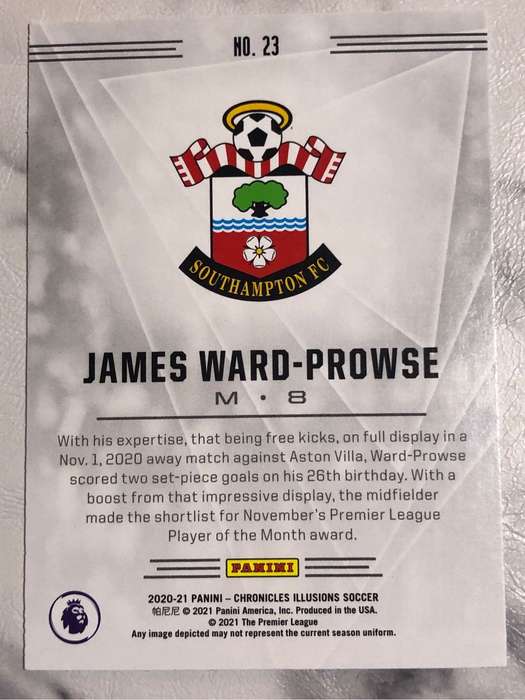 NO. 23
SOUTHAMPTON FC
JAMES WARD-PROWSE
M • 8
With his expertise, that being free kicks, on full display in a
Nov. 1, 2020 away match against Aston Villa, Ward-Prowse
scored two set-piece goals on his 26th birthday. With a
boost from that impressive display, the midfielder
made the shortlist for November's Premier League
Player of the Month award.
PANINI
2020-21 PANINI – CHRONICLES ILLUSIONS SOCCER
帕尼尼 © 2021 Panini America, Inc. Produced in the USA.
© 2021 The Premier League
Any image depicted may not represent the current season uniform.